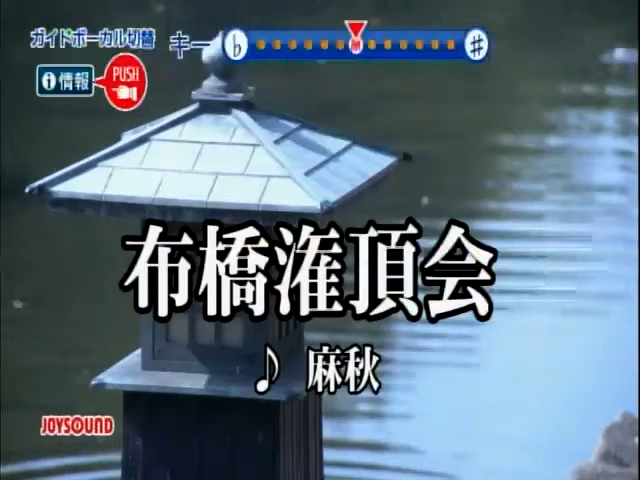 ガイドボーカル切替
キー ♭ ♯
i 情報 PUSH
布橋潅頂会
♪ 麻秋
JOYSOUND